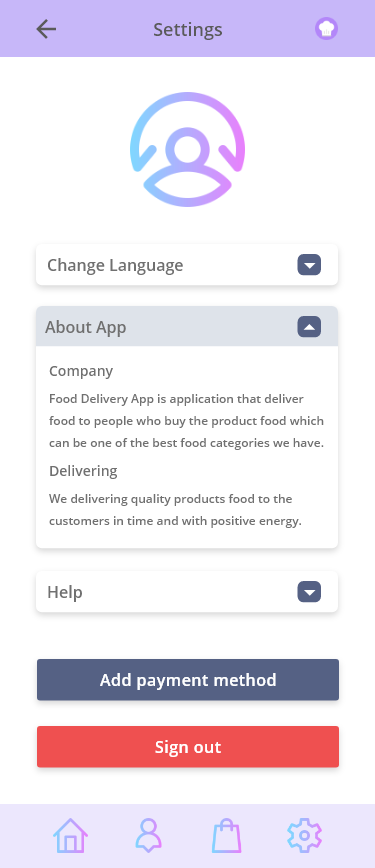 Settings
Change Language
About App
Company
Food Delivery App is application that deliver
food to people who buy the product food which
can be one of the best food categories we have.
Delivering
We delivering quality products food to the
customers in time and with positive energy.
Help
Add payment method
Sign out